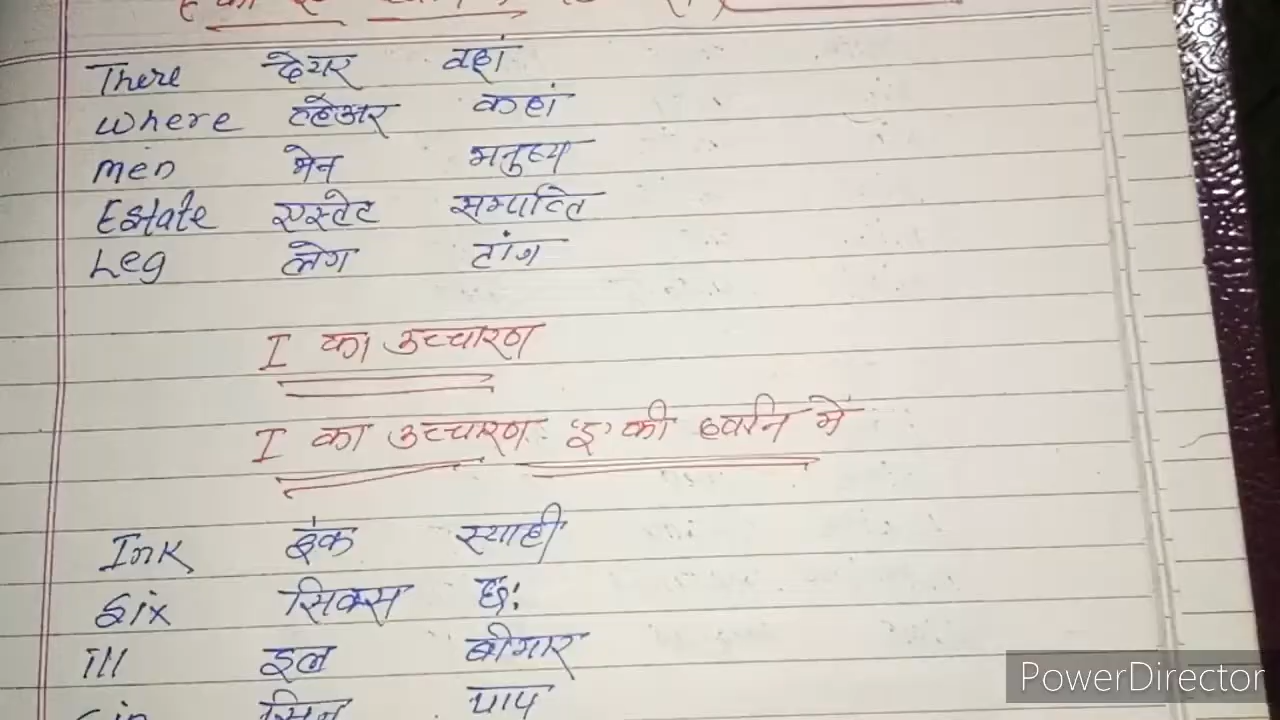 There देयर वहां
Where व्हेअर कहां
men मेन मनुष्य
Estate एस्टेट सम्पत्ति
Leg लेग टांग
I का उच्चारण
I का उच्चारण 'इ' की ध्वनि में
Ink इंक स्याही
Six सिक्स छः
ill इल बीमार
Sin सिन पाप
PowerDirector